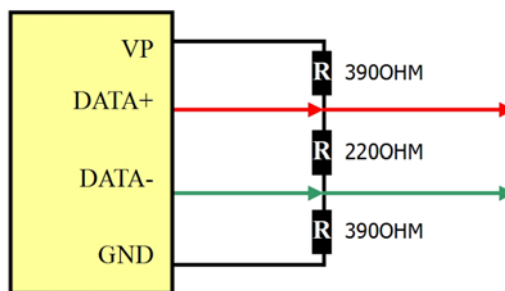 VP
R 390OHM
DATA+
R 220OHM
DATA-
R 390OHM
GND